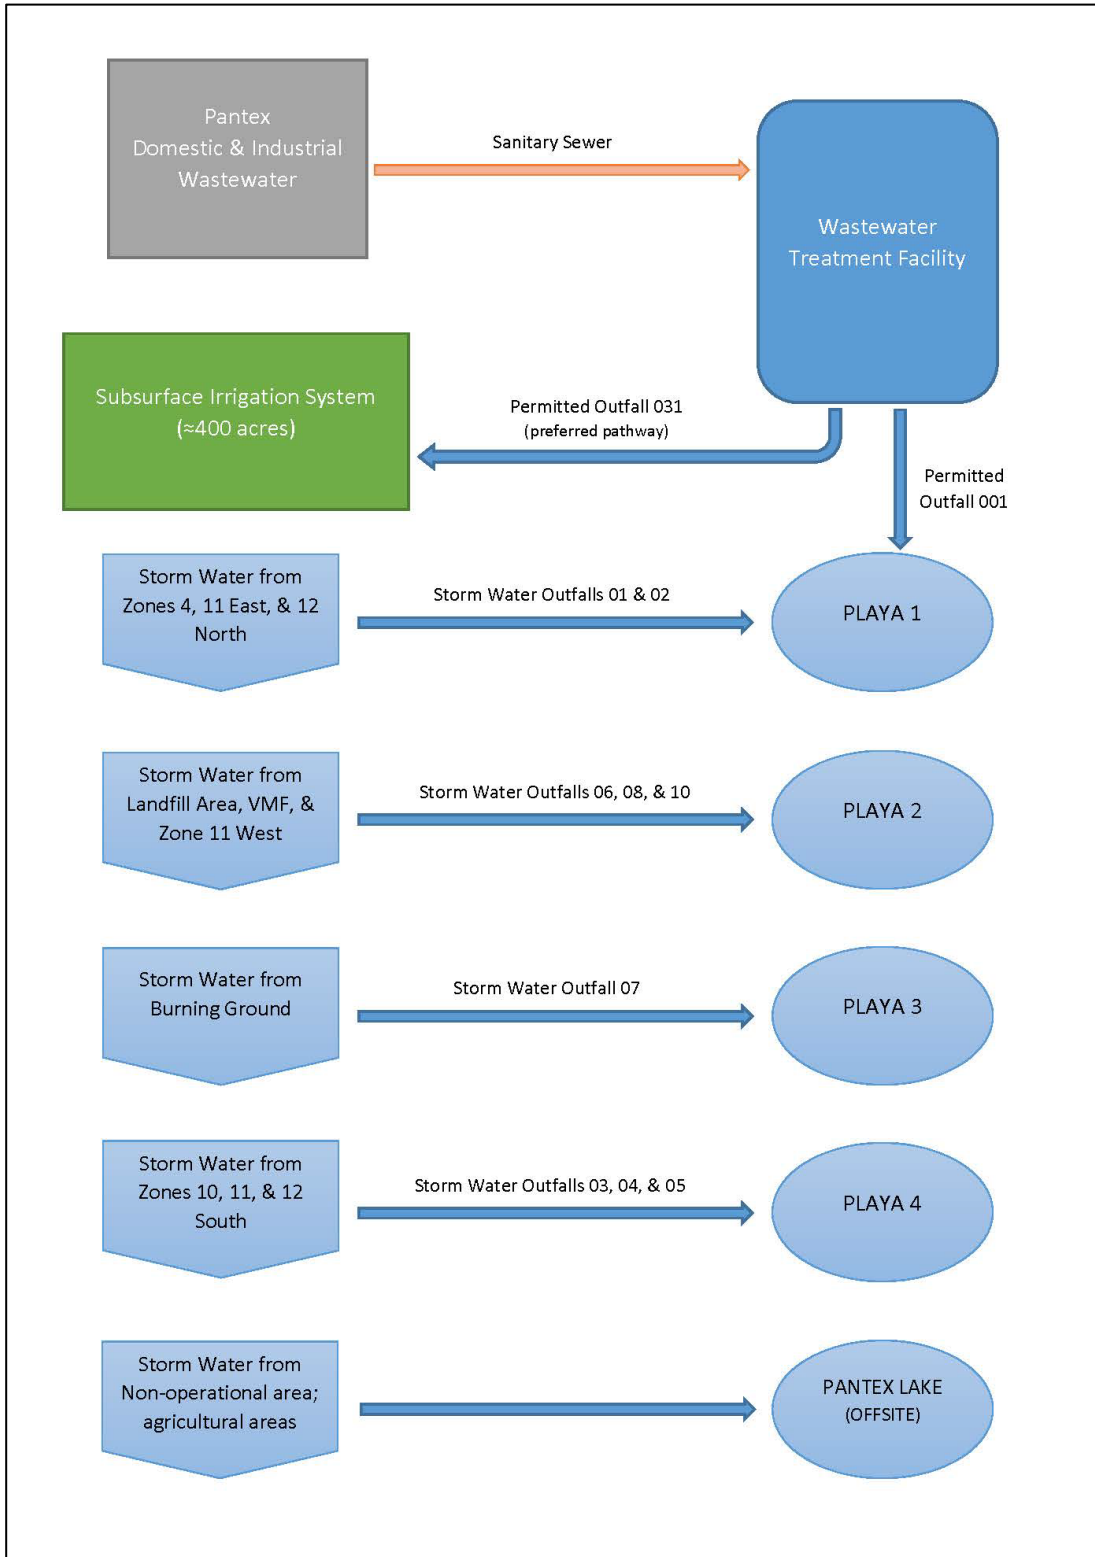 Pantex
Domestic & Industrial
Wastewater
Sanitary Sewer
Wastewater
Treatment Facility
Subsurface Irrigation System
(≈400 acres)
Permitted Outfall 031
(preferred pathway)
Permitted
Outfall 001
Storm Water from
Zones 4, 11 East, & 12
North
Storm Water Outfalls 01 & 02
PLAYA 1
Storm Water from
Landfill Area, VMF, &
Zone 11 West
Storm Water Outfalls 06, 08, & 10
PLAYA 2
Storm Water from
Burning Ground
Storm Water Outfall 07
PLAYA 3
Storm Water from
Zones 10, 11, & 12
South
Storm Water Outfalls 03, 04, & 05
PLAYA 4
Storm Water from
Non-operational area;
agricultural areas
PANTEX LAKE
(OFFSITE)